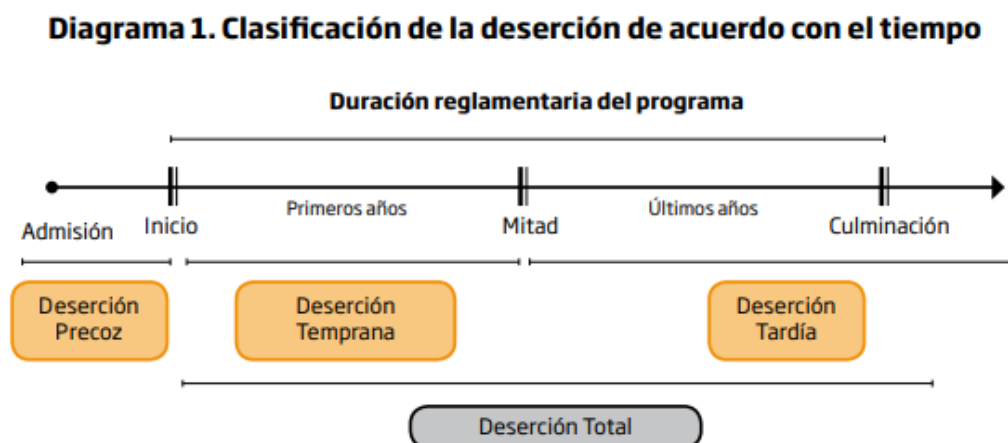 Diagrama 1. Clasificación de la deserción de acuerdo con el tiempo
Duración reglamentaria del programa
Primeros años
Últimos años
Admisión
Inicio
Mitad
Culminación
Deserción
Precoz
Deserción
Temprana
Deserción
Tardía
Deserción Total